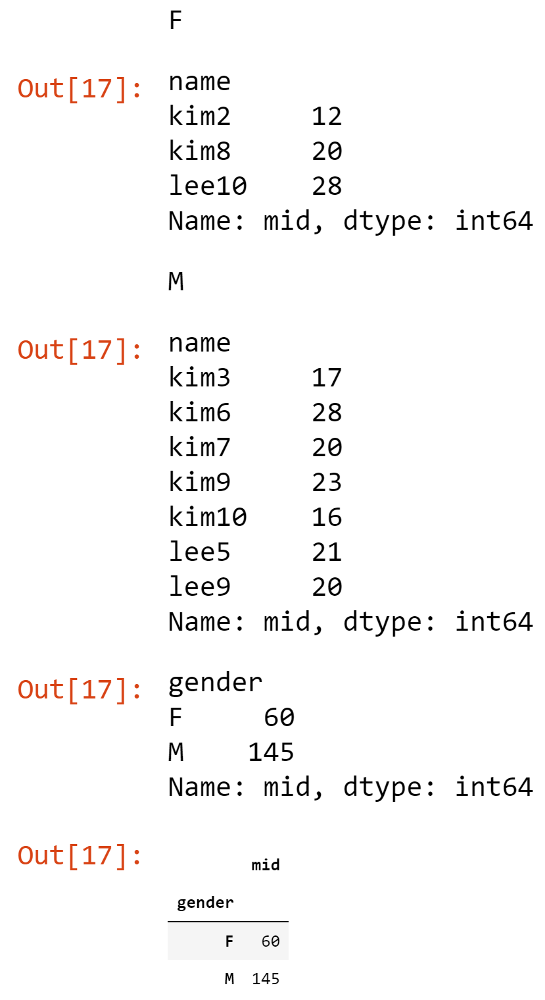 F
Out[17]: name
kim2 12
kim8 20
lee10 28
Name: mid, dtype: int64
M
Out[17]: name
kim3 17
kim6 28
kim7 20
kim9 23
kim10 16
lee5 21
lee9 20
Name: mid, dtype: int64
Out[17]: gender
F 60
M 145
Name: mid, dtype: int64
Out[17]:
mid
gender
F 60
M 145